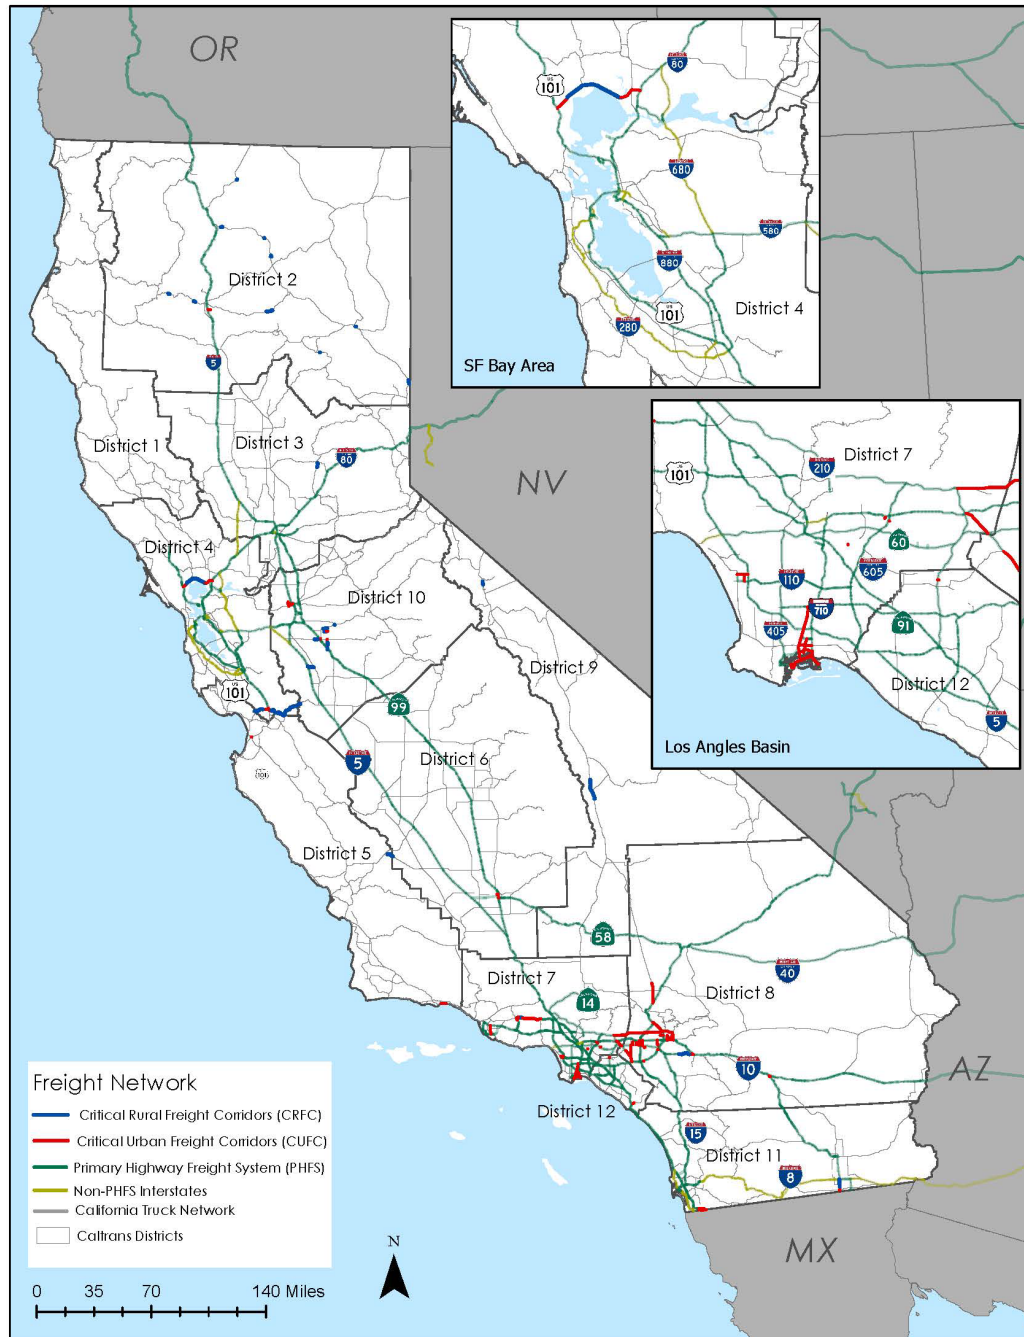 OR
NV
AZ
MX
District 2
5
District 1
District 3
80
District 4
District 10
101
District 9
99
5
District 6
101
District 5
58
District 7
40
14
District 8
10
District 12
15
District 11
8
80
101
680
580
880
101
District 4
280
SF Bay Area
District 7
210
101
60
605
110
710
91
405
District 12
5
Los Angles Basin
Freight Network
Critical Rural Freight Corridors (CRFC)
Critical Urban Freight Corridors (CUFC)
Primary Highway Freight System (PHFS)
Non-PHFS Interstates
California Truck Network
Caltrans Districts
N
0 35 70 140 Miles